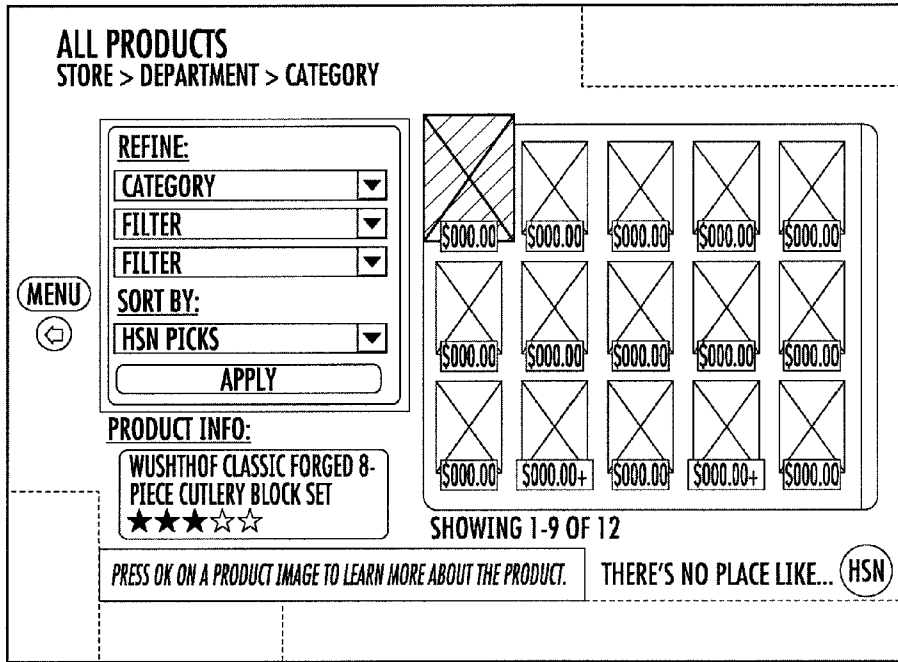 ALL PRODUCTS
STORE > DEPARTMENT > CATEGORY
REFINE:
CATEGORY
FILTER
FILTER
SORT BY:
HSN PICKS
APPLY
MENU
PRODUCT INFO:
WUSHTHOF CLASSIC FORGED 8-
PIECE CUTLERY BLOCK SET
$000.00 $000.00 $000.00 $000.00 $000.00
$000.00 $000.00 $000.00 $000.00 $000.00
$000.00 $000.00+ $000.00 $000.00+ $000.00
SHOWING 1-9 OF 12
PRESS OK ON A PRODUCT IMAGE TO LEARN MORE ABOUT THE PRODUCT.
THERE'S NO PLACE LIKE... HSN